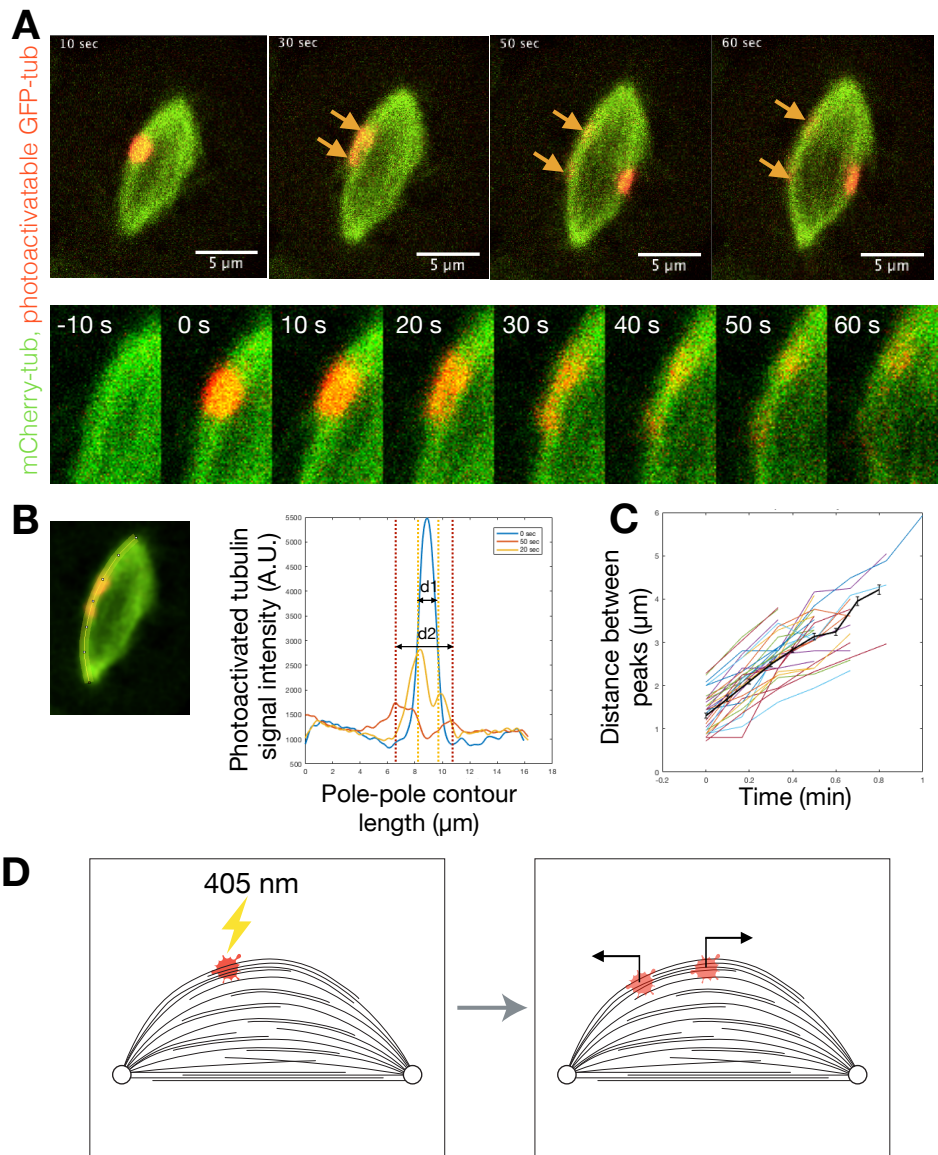 A
mCherry-tub, photoactivatable GFP-tub
10 sec
30 sec
50 sec
60 sec
5 µm
5 µm
5 µm
5 µm
-10 s
0 s
10 s
20 s
30 s
40 s
50 s
60 s
B
Photoactivated tubulin
signal intensity (A.U.)
5500
5000
4500
4000
3500
3000
2500
2000
1500
1000
500
0 sec
50 sec
20 sec
d1
d2
0
2
4
6
8
10
12
14
16
18
Pole-pole contour
length (µm)
C
Distance between
peaks (µm)
6
5
4
3
2
1
0
-0.2
0
0.2
0.4
0.6
0.8
1
Time (min)
D
405 nm